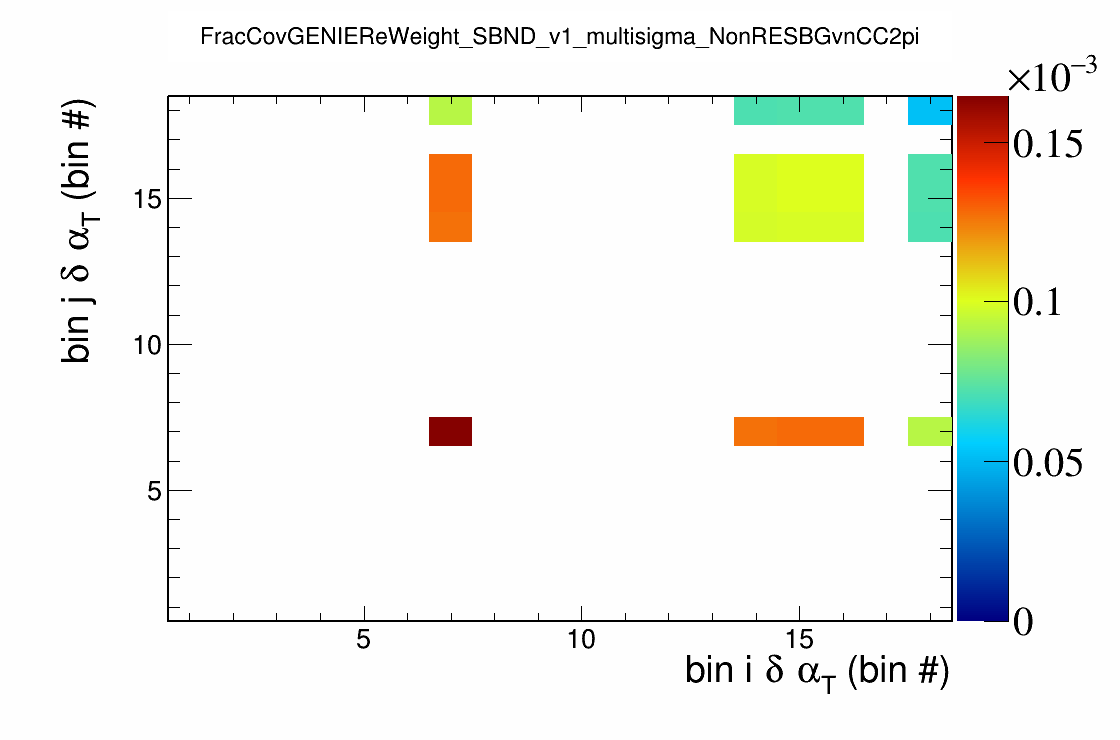 FracCovGENIEReWeight_SBND_v1_multisigma_NonRESBGvnCC2pi
×10⁻³
bin j δ α_T (bin #)
15
10
5
0.15
0.1
0.05
0
5 10 15
bin i δ α_T (bin #)